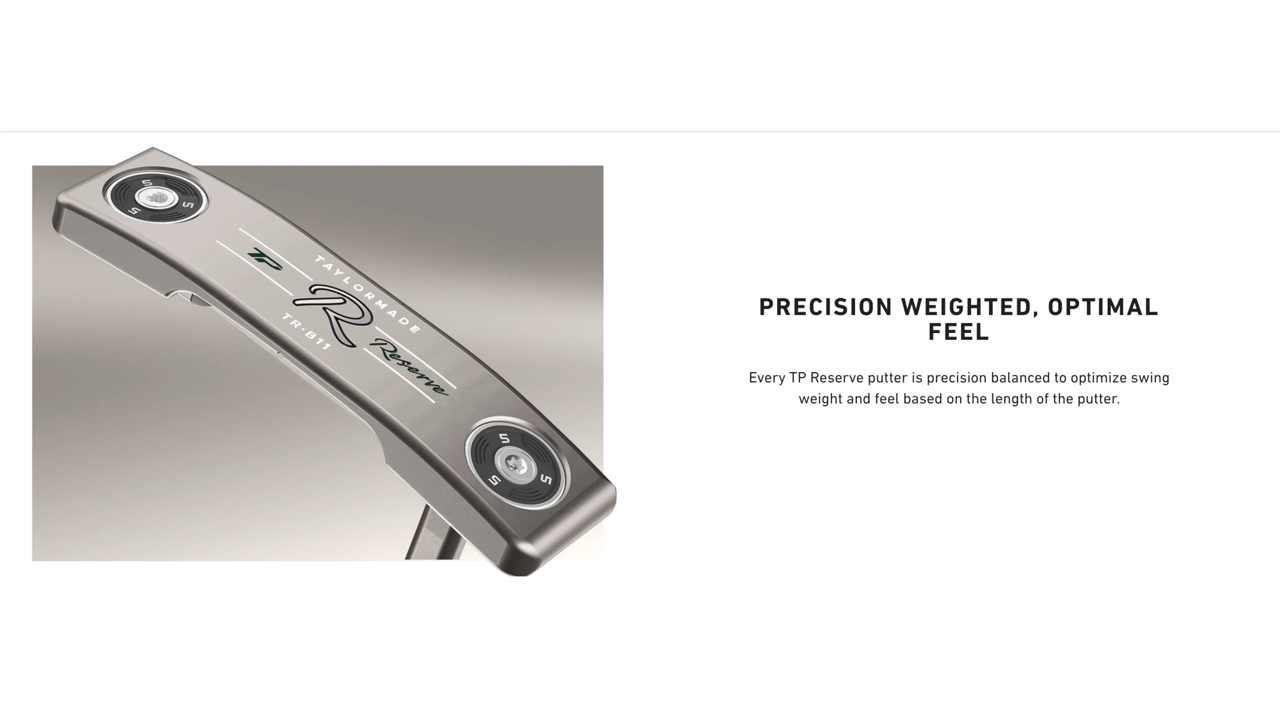 5 5 5
TP
TAYLORMADE
R
TR·B11
Reserve
5 5 5
PRECISION WEIGHTED, OPTIMAL
FEEL
Every TP Reserve putter is precision balanced to optimize swing
weight and feel based on the length of the putter.